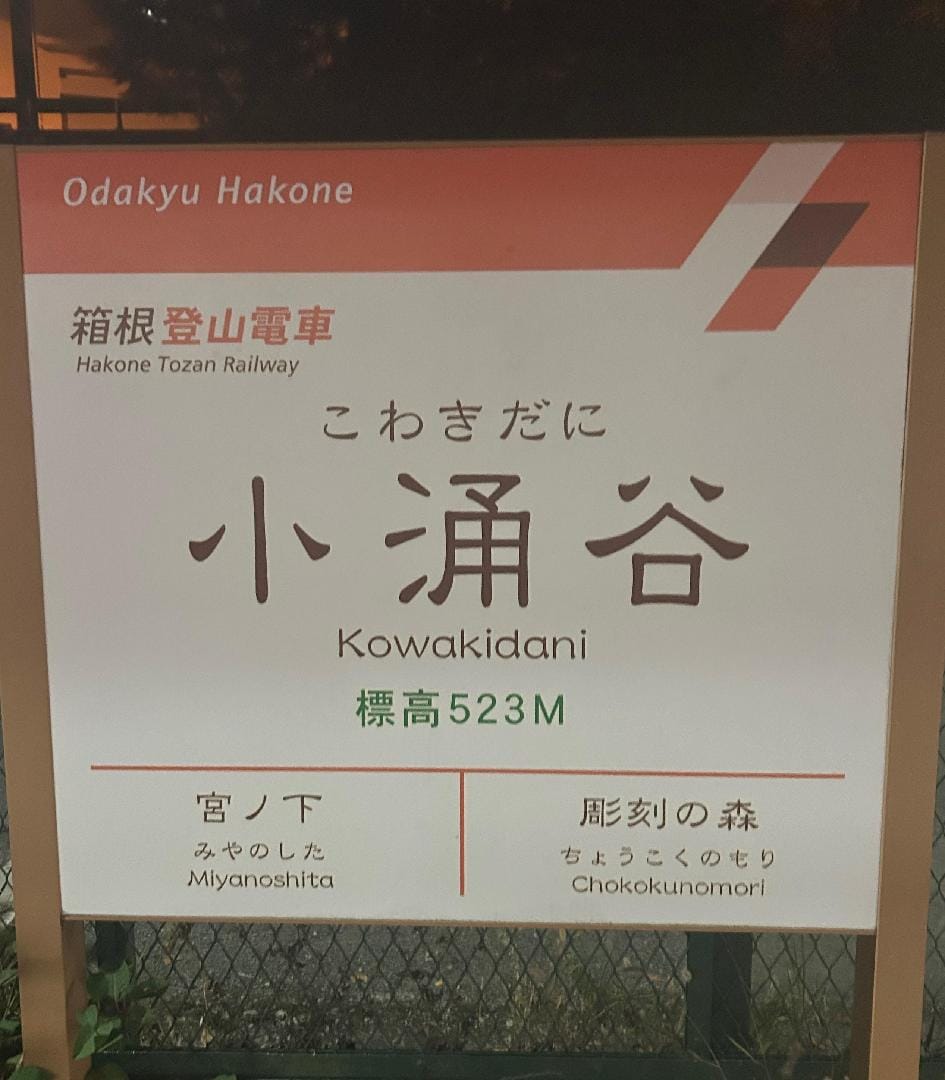 Odakyu Hakone
箱根登山電車
Hakone Tozan Railway
こわきだに
小涌谷
Kowakidani
標高523M
宮ノ下
みやのした
Miyanoshita
彫刻の森
ちょうこくのもり
Chokokunomori